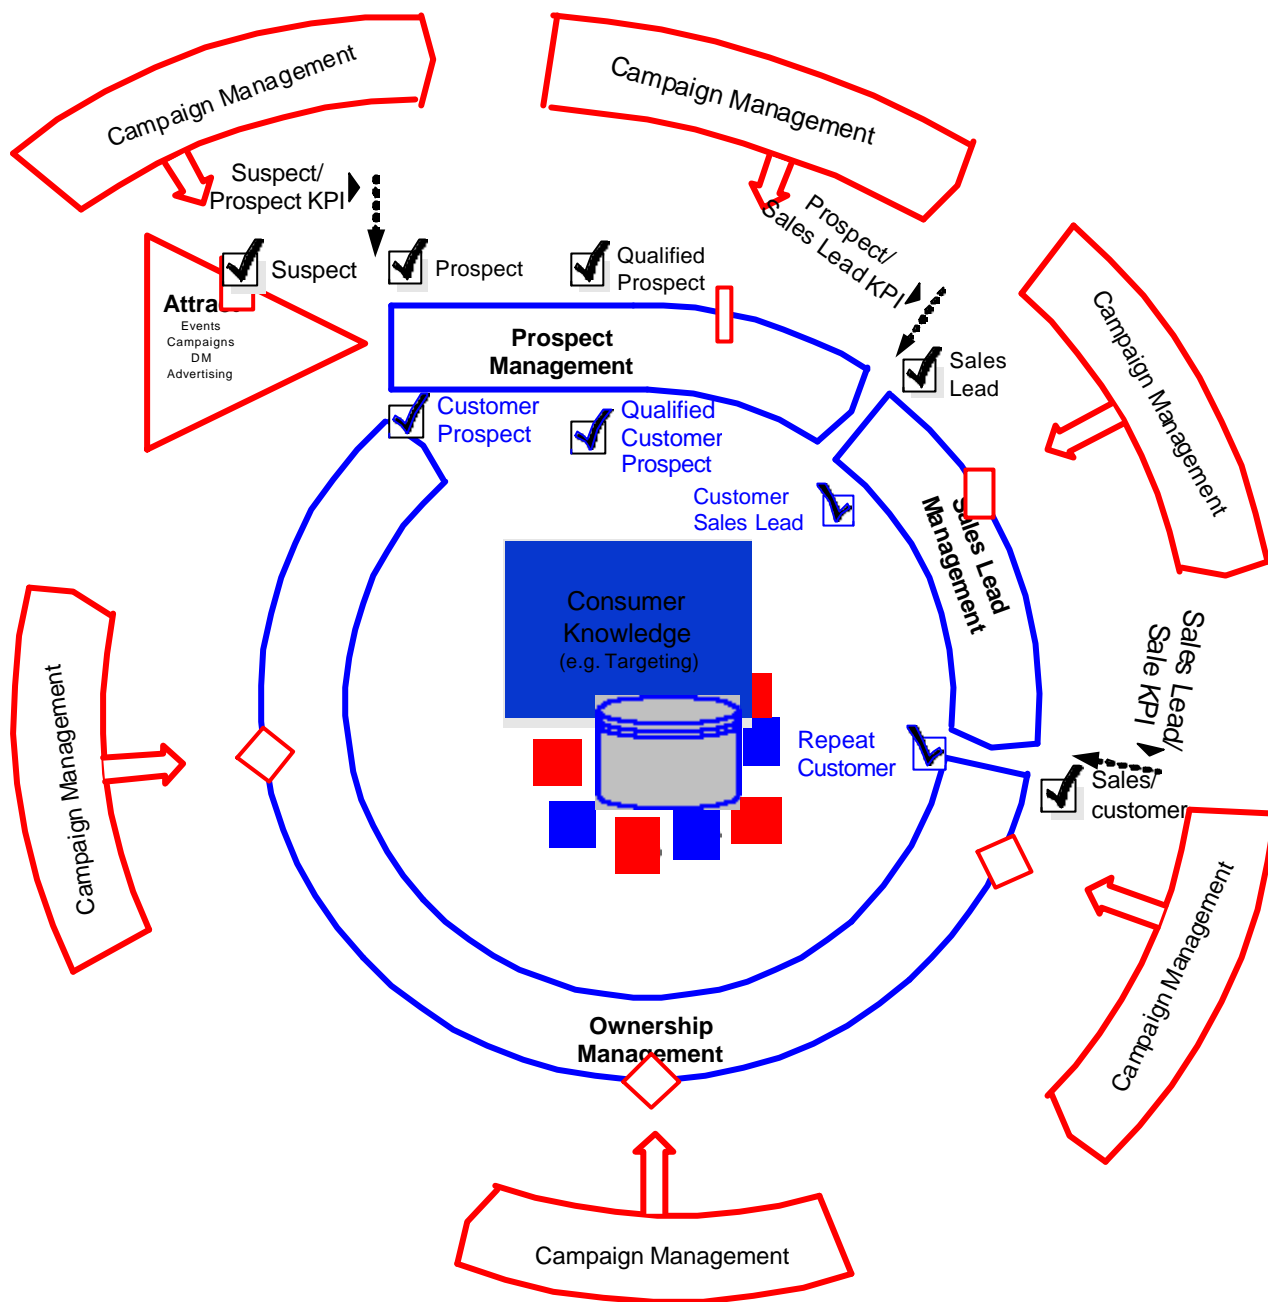 Campaign Management
Campaign Management
Suspect/
Prospect KPI
Prospect/
Sales Lead KPI
Suspect
Prospect
Qualified
Prospect
Attrac
Events
Campaigns
DM
Advertising
Prospect
Management
Sales
Lead
Campaign Management
Customer
Prospect
Qualified
Customer
Prospect
Customer
Sales Lead
Sales Lead
Management
Consumer
Knowledge
(e.g. Targeting)
Sales Lead/
Sale KPI
Campaign Management
Repeat
Customer
Sales/
customer
Campaign Management
Ownership
Management
Campaign Management